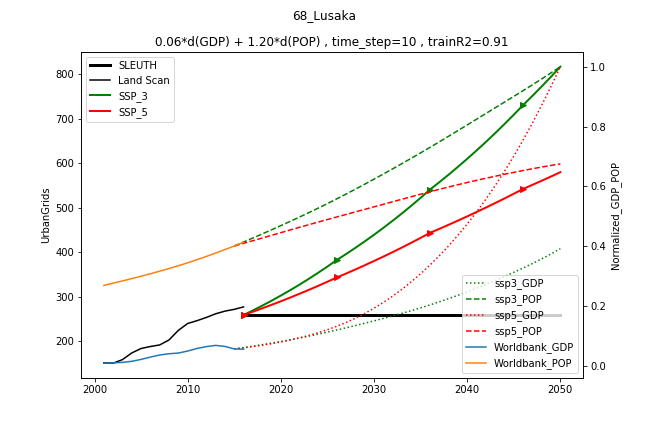 68_Lusaka
0.06*d(GDP) + 1.20*d(POP) , time_step=10 , trainR2=0.91
SLEUTH
Land Scan
SSP_3
SSP_5
800
700
600
500
400
300
200
UrbanGrids
1.0
0.8
0.6
0.4
0.2
0.0
Normalized_GDP_POP
ssp3_GDP
ssp3_POP
ssp5_GDP
ssp5_POP
Worldbank_GDP
Worldbank_POP
2000
2010
2020
2030
2040
2050